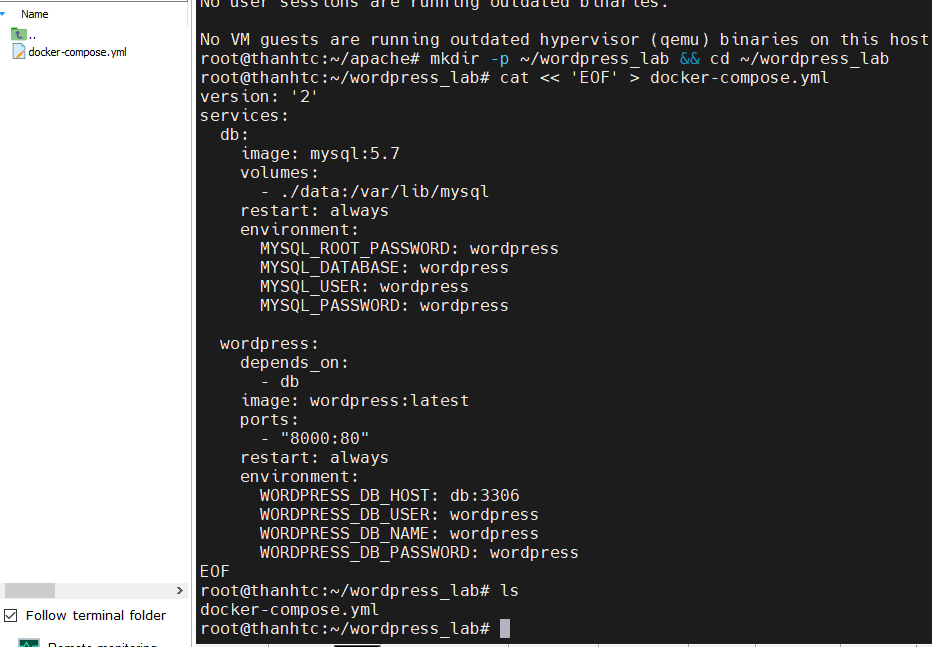 Name
..
docker-compose.yml
Follow terminal folder
Remote monitoring
No user sessions are running outdated binaries.
No VM guests are running outdated hypervisor (qemu) binaries on this host
root@thanhtc:~/apache# mkdir -p ~/wordpress_lab && cd ~/wordpress_lab
root@thanhtc:~/wordpress_lab# cat << 'EOF' > docker-compose.yml
version: '2'
services:
  db:
    image: mysql:5.7
    volumes:
      - ./data:/var/lib/mysql
    restart: always
    environment:
      MYSQL_ROOT_PASSWORD: wordpress
      MYSQL_DATABASE: wordpress
      MYSQL_USER: wordpress
      MYSQL_PASSWORD: wordpress

  wordpress:
    depends_on:
      - db
    image: wordpress:latest
    ports:
      - "8000:80"
    restart: always
    environment:
      WORDPRESS_DB_HOST: db:3306
      WORDPRESS_DB_USER: wordpress
      WORDPRESS_DB_NAME: wordpress
      WORDPRESS_DB_PASSWORD: wordpress
EOF
root@thanhtc:~/wordpress_lab# ls
docker-compose.yml
root@thanhtc:~/wordpress_lab#